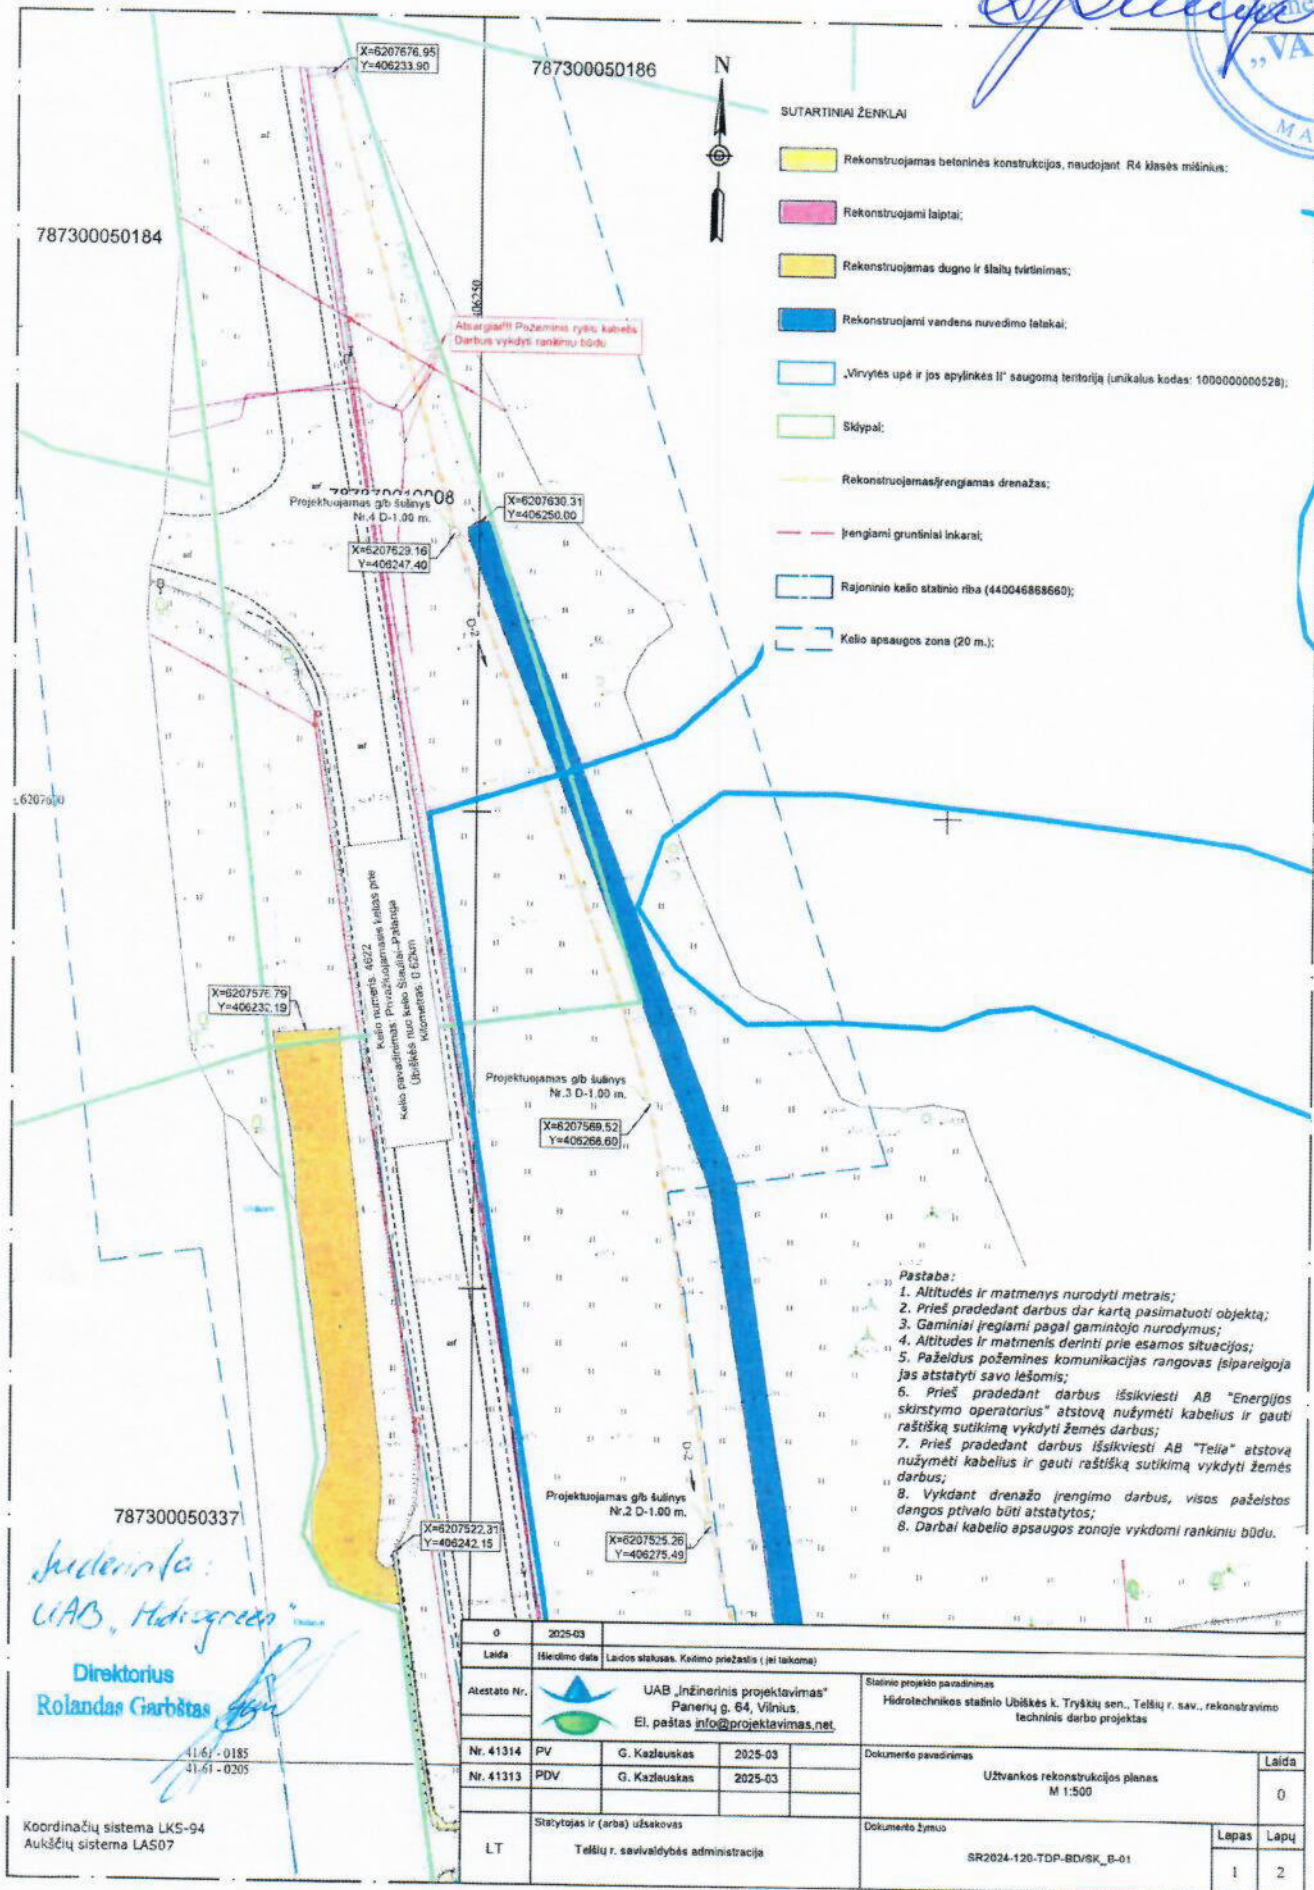 X=6207676.95
Y=406233.90
787300050186
N
„VA
MA
SUTARTINIAI ŽENKLAI
Rekonstruojamas betoninės konstrukcijos, naudojant R4 klasės mišinius;
Rekonstruojami laiptai;
Rekonstruojamas dugno ir šlaitų tvirtinimas;
Rekonstruojami vandens nuvedimo latakai;
„Virvytės upė ir jos apylinkės II" saugomą teritoriją (unikalus kodas: 1000000000528);
Sklypai;
Rekonstruojamas/įrengiamas drenažas;
Įrengiami gruntiniai inkarai;
Rajoninio kelio statinio riba (440046868660);
Kelio apsaugos zona (20 m.);
787300050184
406250
Atsargiai!!! Požeminis ryšių kabelis
Darbus vykdyti rankiniu būdu
Projektuojamas g/b šulinys
Nr.4 D-1.00 m.
X=6207630.31
Y=406250.00
X=6207629.16
Y=406247.40
D-2
Kelio numeris: 4622
Kelio pavadinimas: Privažiuojamasis kelias prie
Ubiškės nuo kelio Šiauliai–Palanga
Kilometras: 0.62km
X=6207576.79
Y=406232.19
Projektuojamas g/b šulinys
Nr.3 D-1.00 m.
X=6207569.52
Y=406266.60
Pastaba:
1. Altitudės ir matmenys nurodyti metrais;
2. Prieš pradedant darbus dar kartą pasimatuoti objektą;
3. Gaminiai įregiami pagal gamintojo nurodymus;
4. Altitudes ir matmenis derinti prie esamos situacijos;
5. Pažeidus požemines komunikacijas rangovas įsipareigoja
jas atstatyti savo lėšomis;
6. Prieš pradedant darbus išsikviesti AB "Energijos
skirstymo operatorius" atstovą nužymėti kabelius ir gauti
raštišką sutikimą vykdyti žemės darbus;
7. Prieš pradedant darbus išsikviesti AB "Telia" atstovą
nužymėti kabelius ir gauti raštišką sutikimą vykdyti žemės
darbus;
8. Vykdant drenažo įrengimo darbus, visos pažeistos
dangos ptivalo būti atstatytos;
8. Darbai kabelio apsaugos zonoje vykdomi rankiniu būdu.
D-2
Projektuojamas g/b šulinys
Nr.2 D-1.00 m.
X=6207525.26
Y=406275.49
787300050337
X=6207522.31
Y=406242.15
Suderinta:
UAB „Hidrogreen"
Direktorius
Rolandas Garbštas
41/61 - 0185
41/61 - 0205
Koordinačių sistema LKS-94
Aukščių sistema LAS07
0 2025-03
Laida Išleidimo data Laidos statusas. Keitimo priežastis ( jei taikoma)
Atestato Nr.
UAB „Inžinerinis projektavimas"
Panerių g. 64, Vilnius.
El. paštas info@projektavimas.net.
Statinio projekto pavadinimas
Hidrotechnikos statinio Ubiškės k. Tryškių sen., Telšių r. sav., rekonstravimo
techninis darbo projektas
Nr. 41314 PV G. Kazlauskas 2025-03
Nr. 41313 PDV G. Kazlauskas 2025-03
Dokumento pavadinimas
Užtvankos rekonstrukcijos planas
M 1:500
Laida
0
LT
Statytojas ir (arba) užsakovas
Telšių r. savivaldybės administracija
Dokumento žymuo
SR2024-120-TDP-BD/SK_B-01
Lapas Lapų
1 2